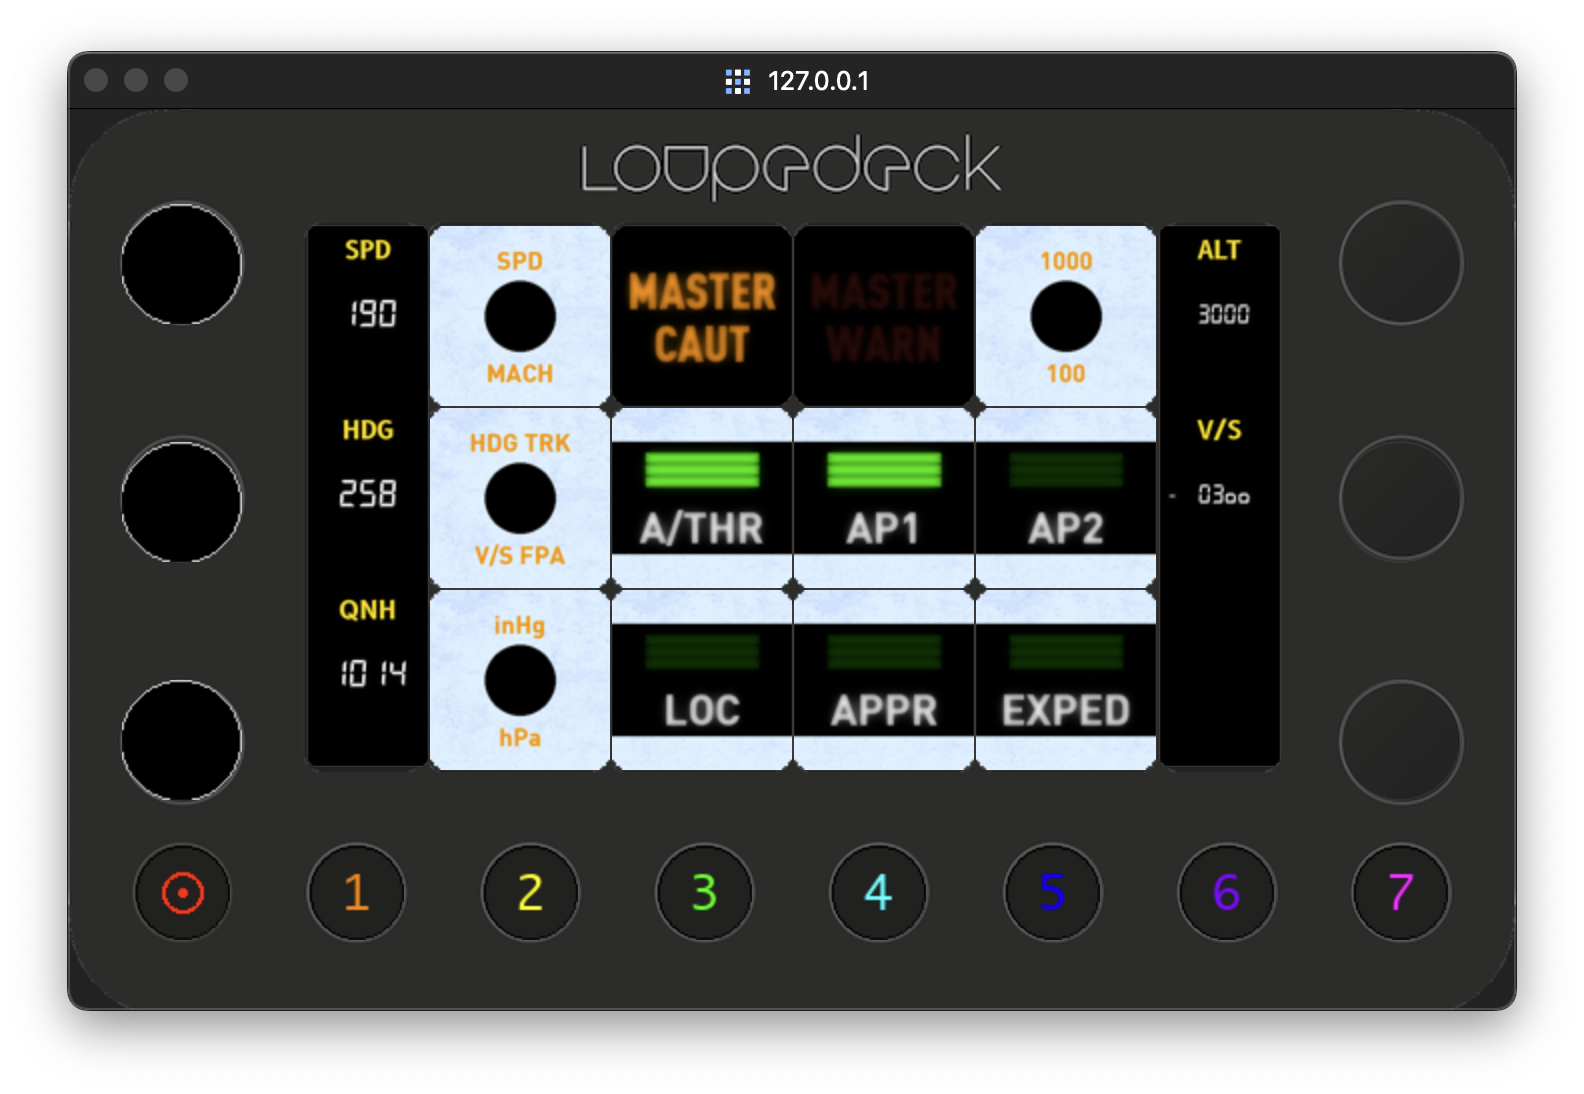 127.0.0.1
Loupedeck
SPD
190
SPD
MACH
MASTER
CAUT
MASTER
WARN
1000
100
ALT
3000
HDG
258
HDG TRK
V/S FPA
A/THR
AP1
AP2
V/S
- 03oo
QNH
1014
inHg
hPa
LOC
APPR
EXPED
1
2
3
4
5
6
7